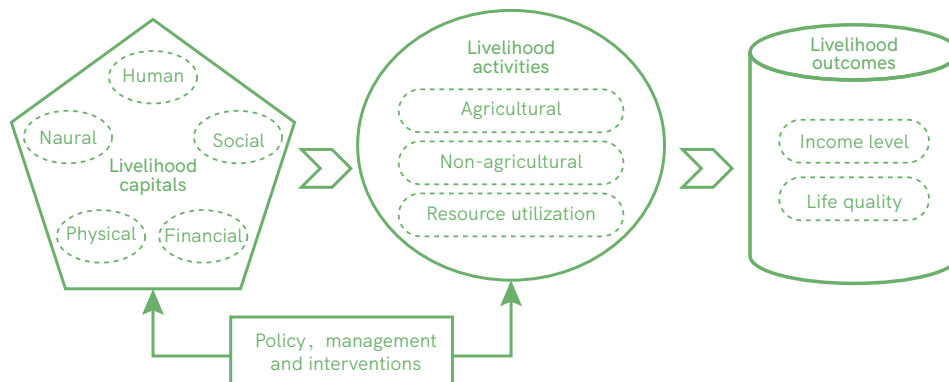 Human
Naural
Social
Livelihood
capitals
Physical
Financial
Livelihood
activities
Agricultural
Non-agricultural
Resource utilization
Livelihood
outcomes
Income level
Life quality
Policy, management
and interventions